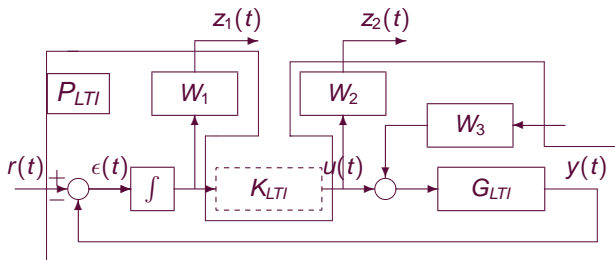 z₁(t)
z₂(t)
P_LTI
W₁
W₂
W₃
r(t)
+
−
ϵ(t)
∫
K_LTI
u(t)
G_LTI
y(t)